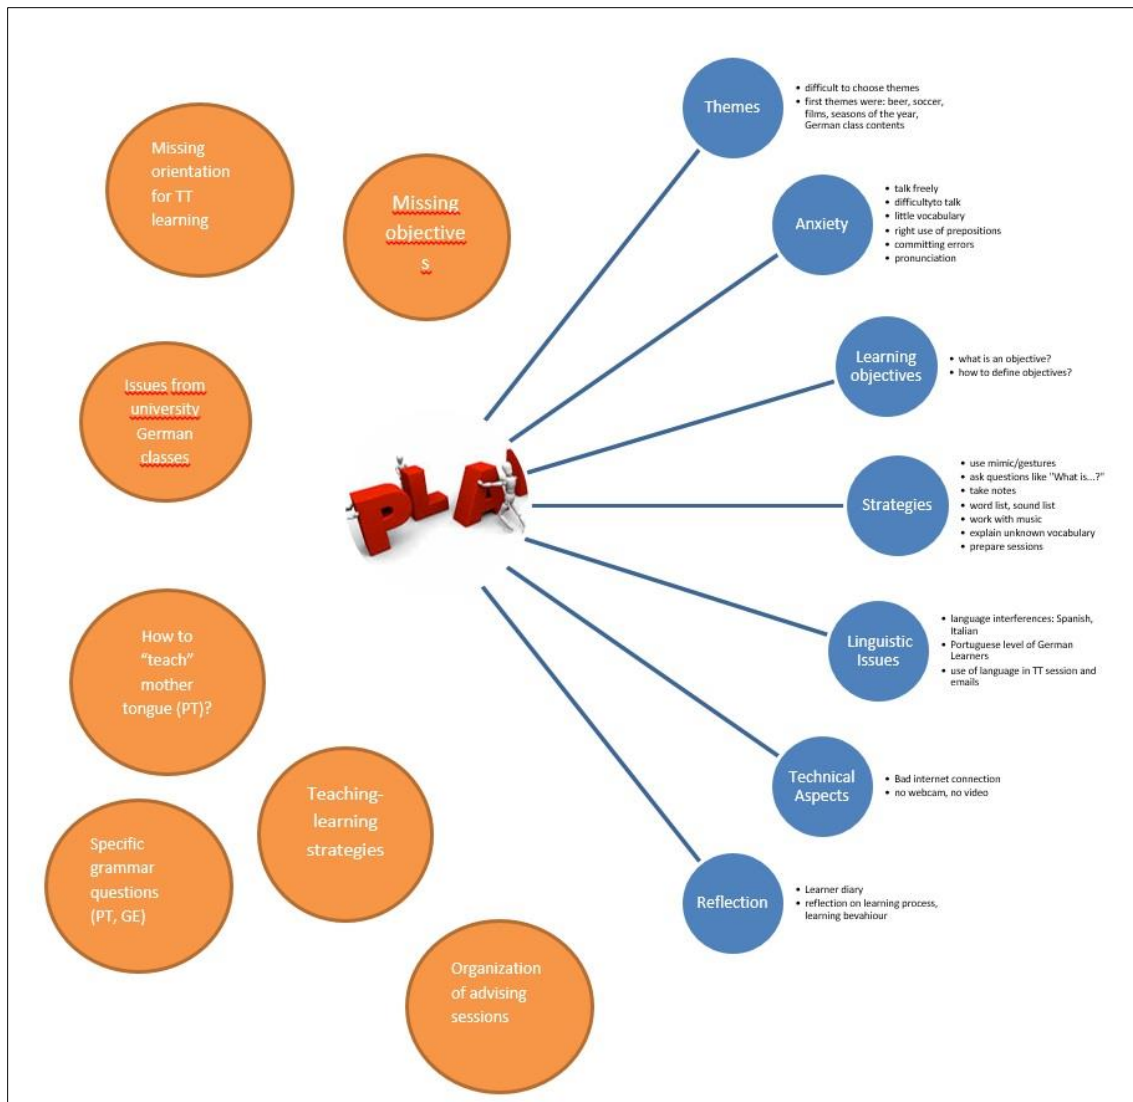 Missing
orientation
for TT
learning
Missing
objective
s
Issues from
university
German
classes
How to
“teach”
mother
tongue (PT)?
Teaching-
learning
strategies
Specific
grammar
questions
(PT, GE)
Organization
of advising
sessions
PLA
Themes
• difficult to choose themes
• first themes were: beer, soccer,
films, seasons of the year,
German class contents
Anxiety
• talk freely
• difficultyto talk
• little vocabulary
• right use of prepositions
• committing errors
• pronunciation
Learning
objectives
• what is an objective?
• how to define objectives?
Strategies
• use mimic/gestures
• ask questions like "What is...?"
• take notes
• word list, sound list
• work with music
• explain unknown vocabulary
• prepare sessions
Linguistic
Issues
• language interferences: Spanish,
Italian
• Portuguese level of German
Learners
• use of language in TT session and
emails
Technical
Aspects
• Bad internet connection
• no webcam, no video
Reflection
• Learner diary
• reflection on learning process,
learning bevahiour